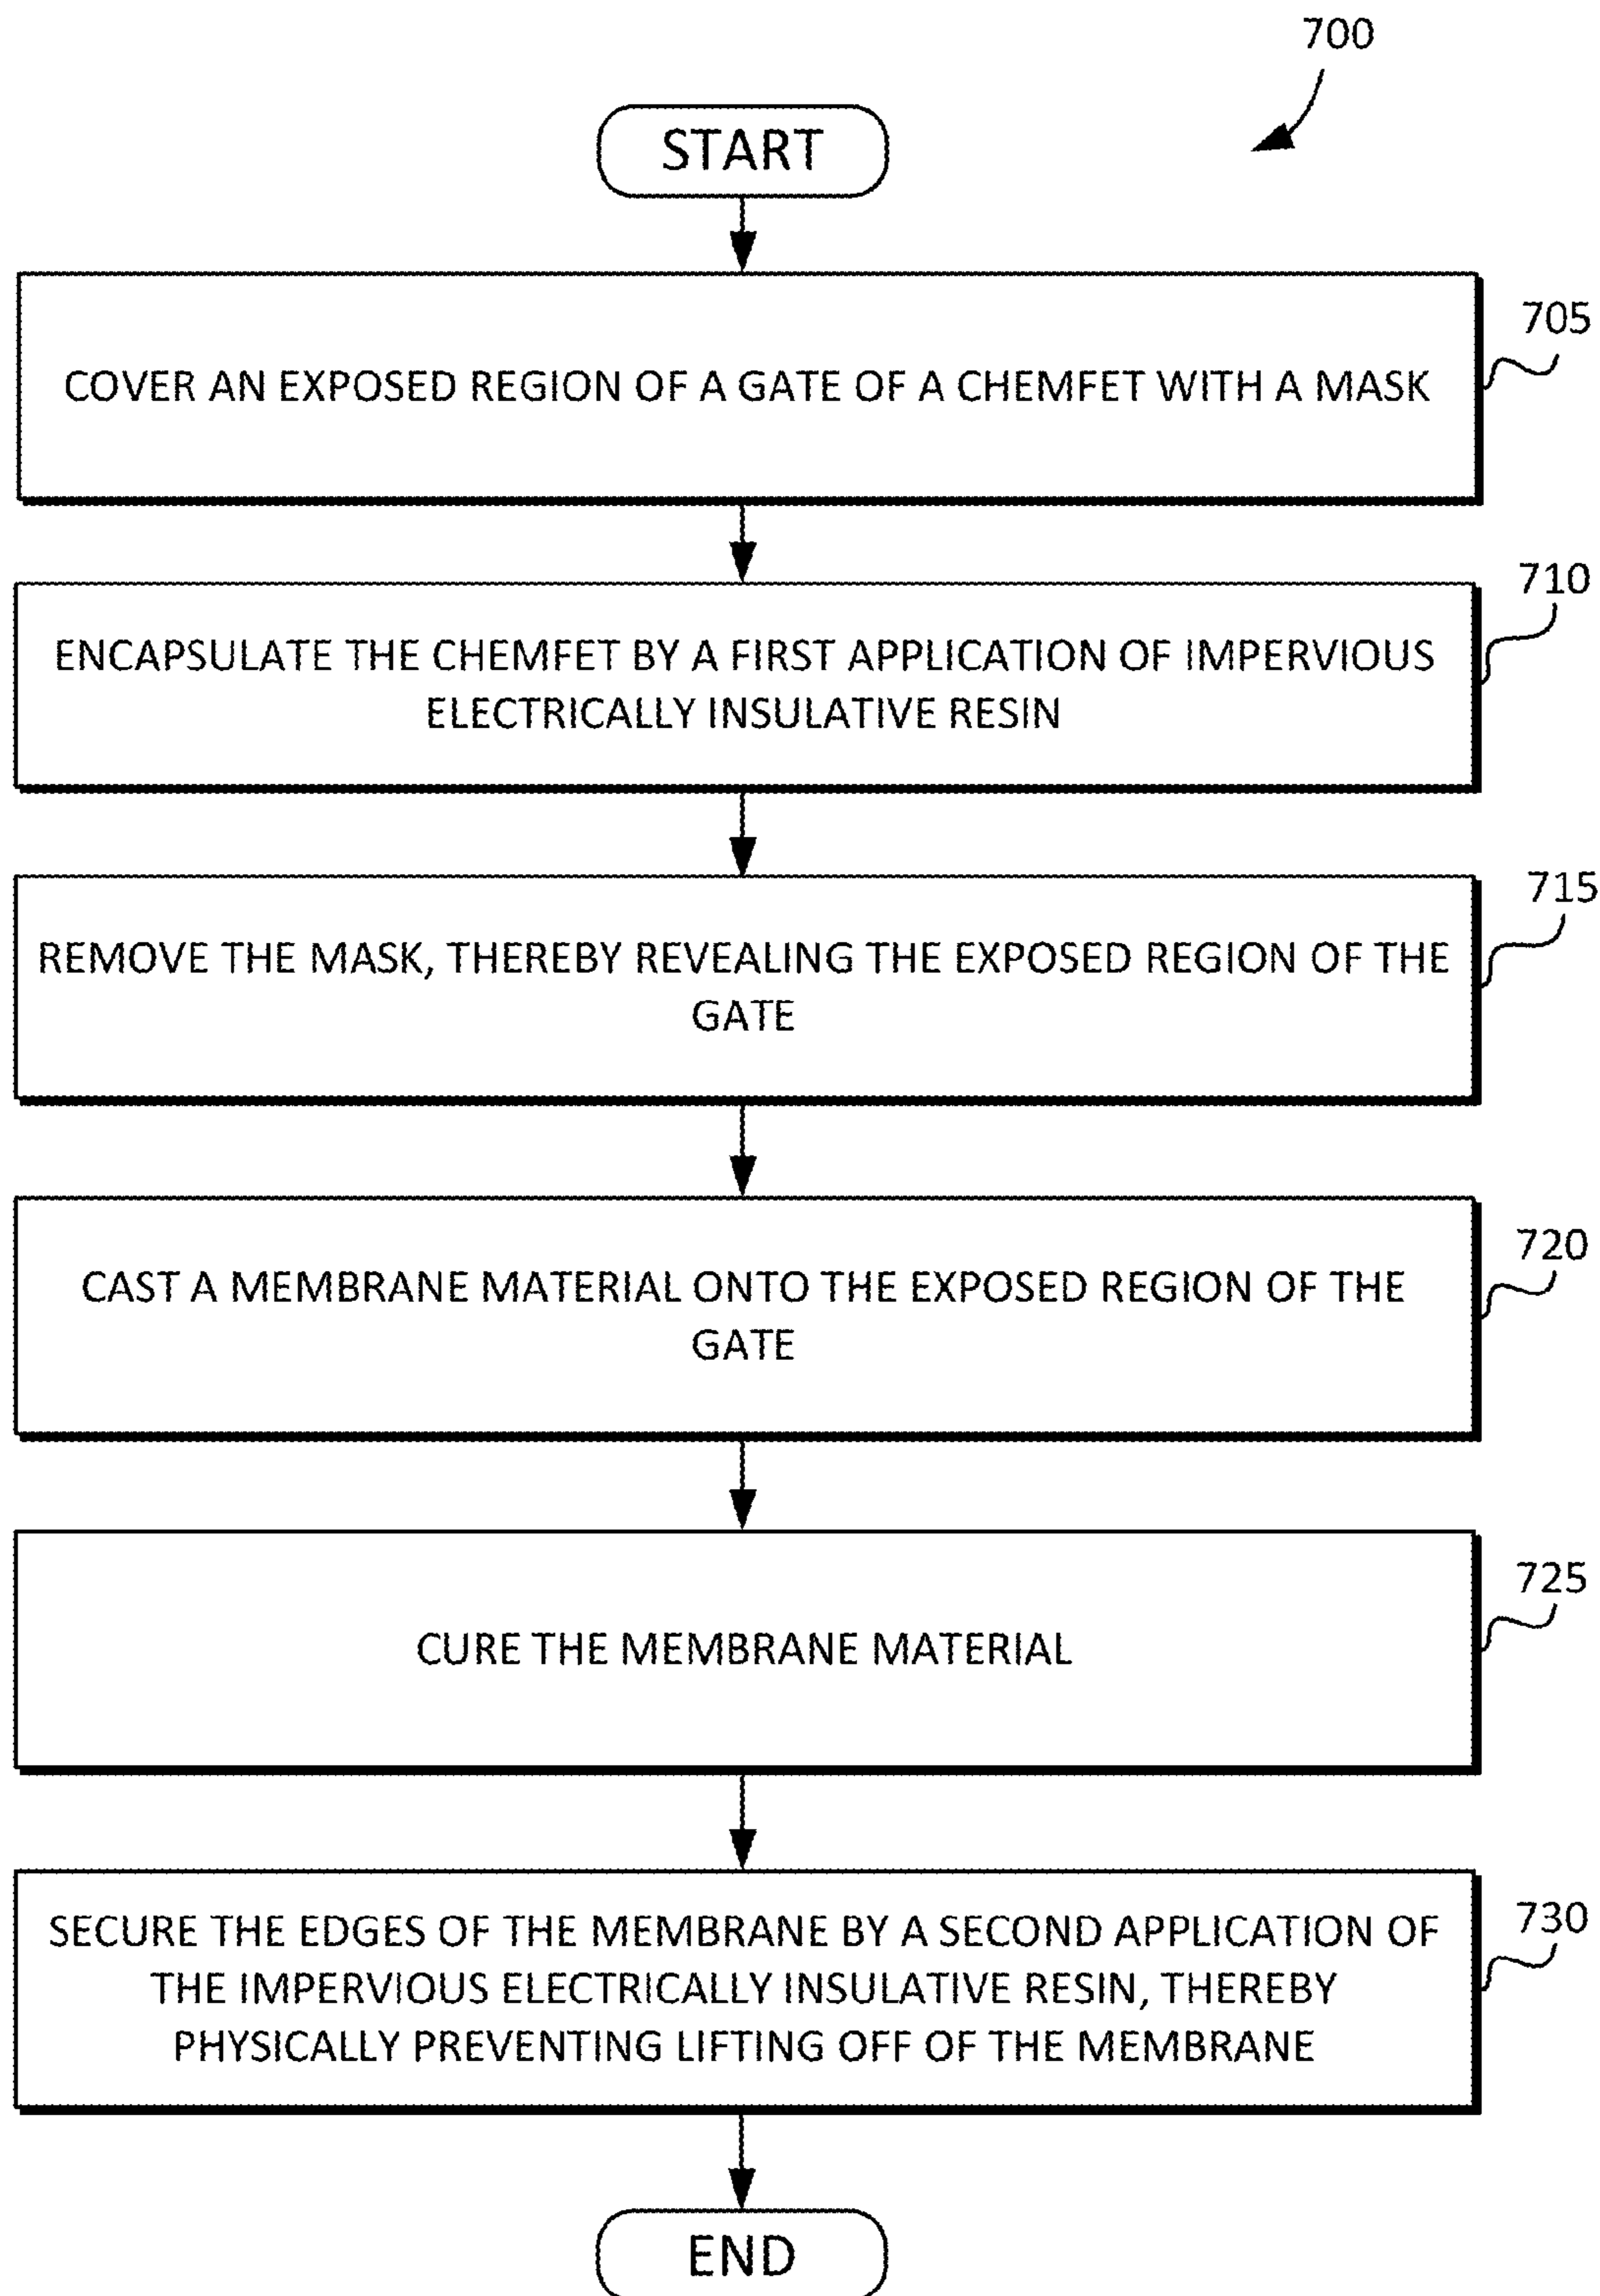 700
START
705
COVER AN EXPOSED REGION OF A GATE OF A CHEMFET WITH A MASK
710
ENCAPSULATE THE CHEMFET BY A FIRST APPLICATION OF IMPERVIOUS
ELECTRICALLY INSULATIVE RESIN
715
REMOVE THE MASK, THEREBY REVEALING THE EXPOSED REGION OF THE
GATE
720
CAST A MEMBRANE MATERIAL ONTO THE EXPOSED REGION OF THE
GATE
725
CURE THE MEMBRANE MATERIAL
730
SECURE THE EDGES OF THE MEMBRANE BY A SECOND APPLICATION OF
THE IMPERVIOUS ELECTRICALLY INSULATIVE RESIN, THEREBY
PHYSICALLY PREVENTING LIFTING OFF OF THE MEMBRANE
END